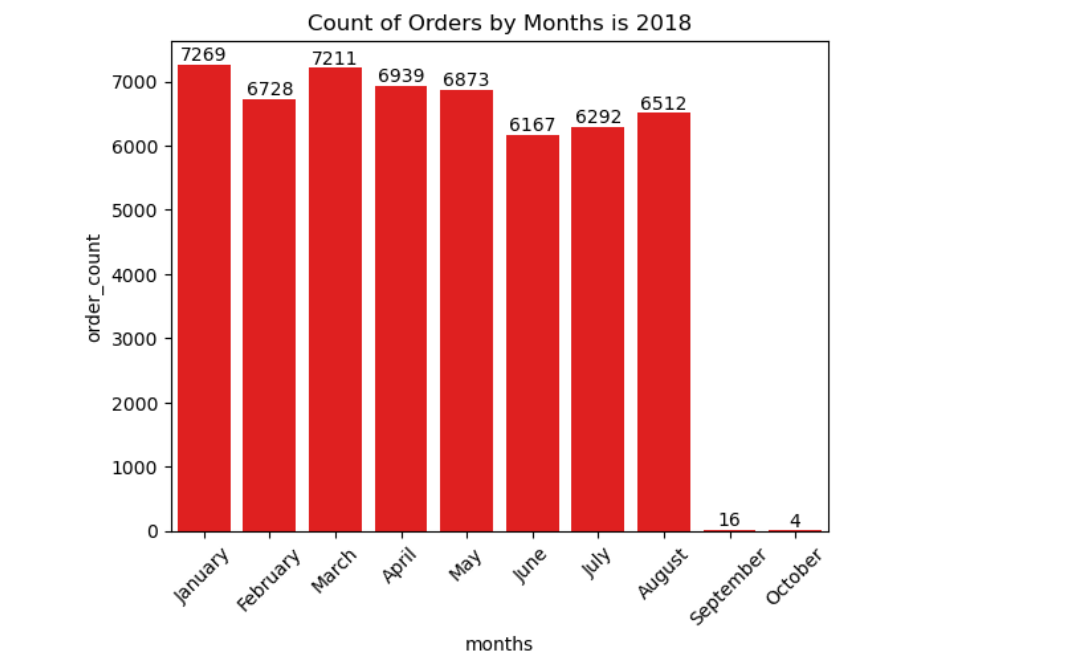 Count of Orders by Months is 2018
7269
6728
7211
6939
6873
6167
6292
6512
16
4
7000
6000
5000
4000
3000
2000
1000
0
order_count
January
February
March
April
May
June
July
August
September
October
months